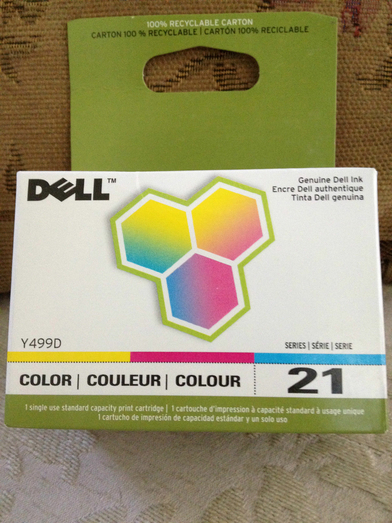 100% RECYCLABLE CARTON
CARTON 100 % RECYCLABLE | CARTÓN 100% RECICLABLE
DELL™
Genuine Dell Ink
Encre Dell authentique
Tinta Dell genuina
Y499D
SERIES | SÉRIE | SERIE
COLOR | COULEUR | COLOUR
21
1 single use standard capacity print cartridge | 1 cartouche d'impression à capacité standard à usage unique
1 cartucho de impresión de capacidad estándar y un solo uso